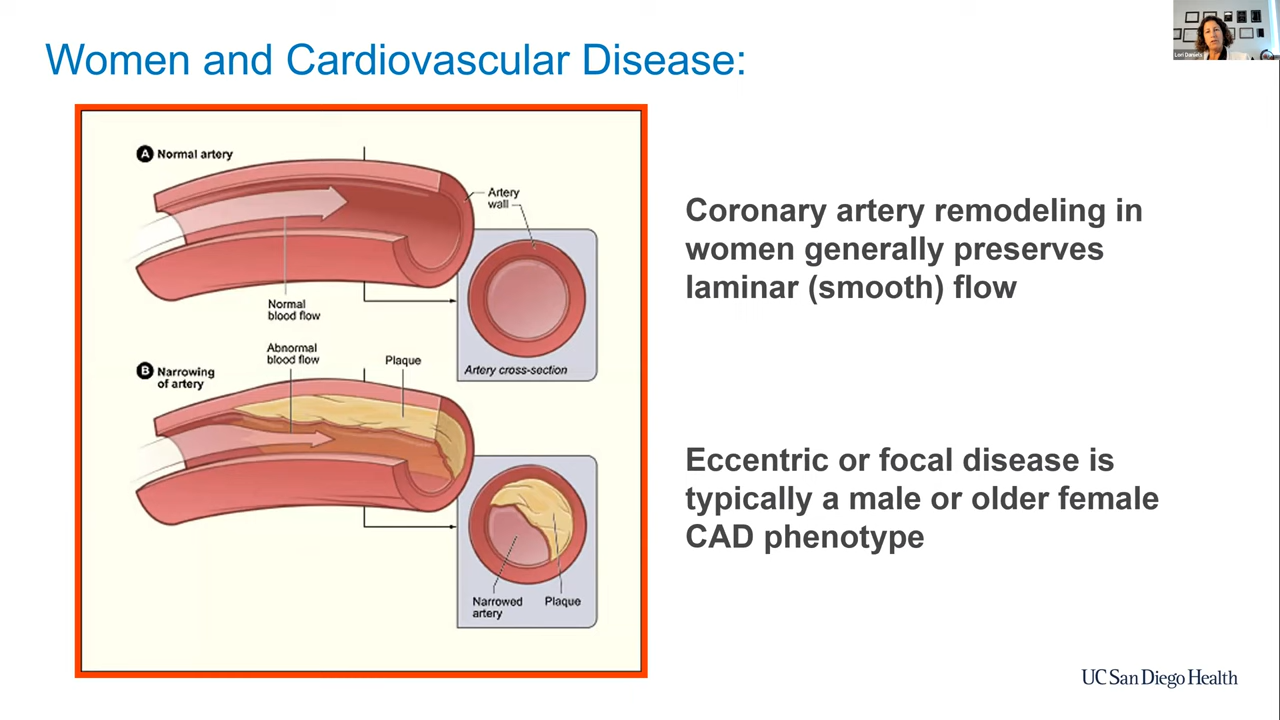 Women and Cardiovascular Disease:
Lori Daniels
A Normal artery
Artery
wall
Normal
blood flow
Artery cross-section
Abnormal
blood flow
Plaque
B Narrowing
of artery
Narrowed
artery
Plaque
Coronary artery remodeling in
women generally preserves
laminar (smooth) flow
Eccentric or focal disease is
typically a male or older female
CAD phenotype
UC San Diego Health